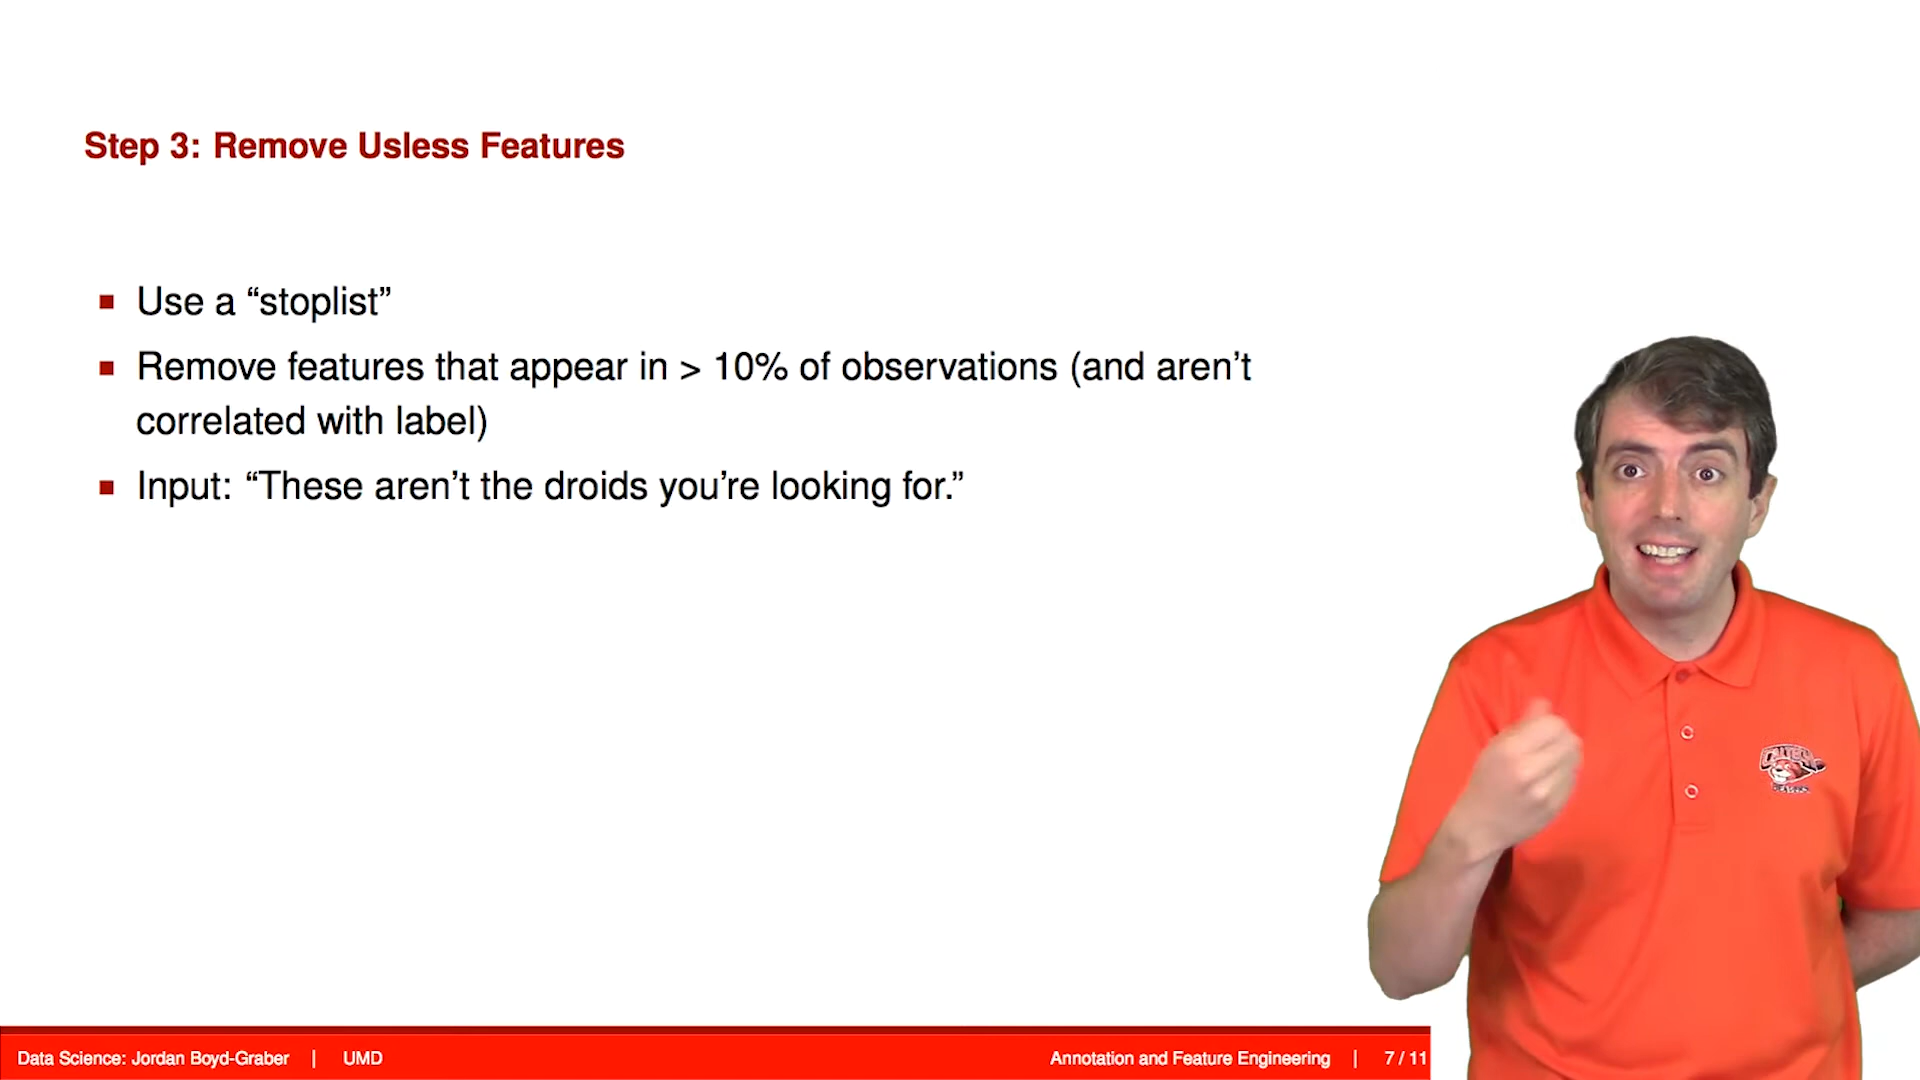 Step 3: Remove Usless Features
Use a “stoplist”
Remove features that appear in > 10% of observations (and aren’t
correlated with label)
Input: “These aren’t the droids you’re looking for.”
Data Science: Jordan Boyd-Graber | UMD
Annotation and Feature Engineering | 7 / 11